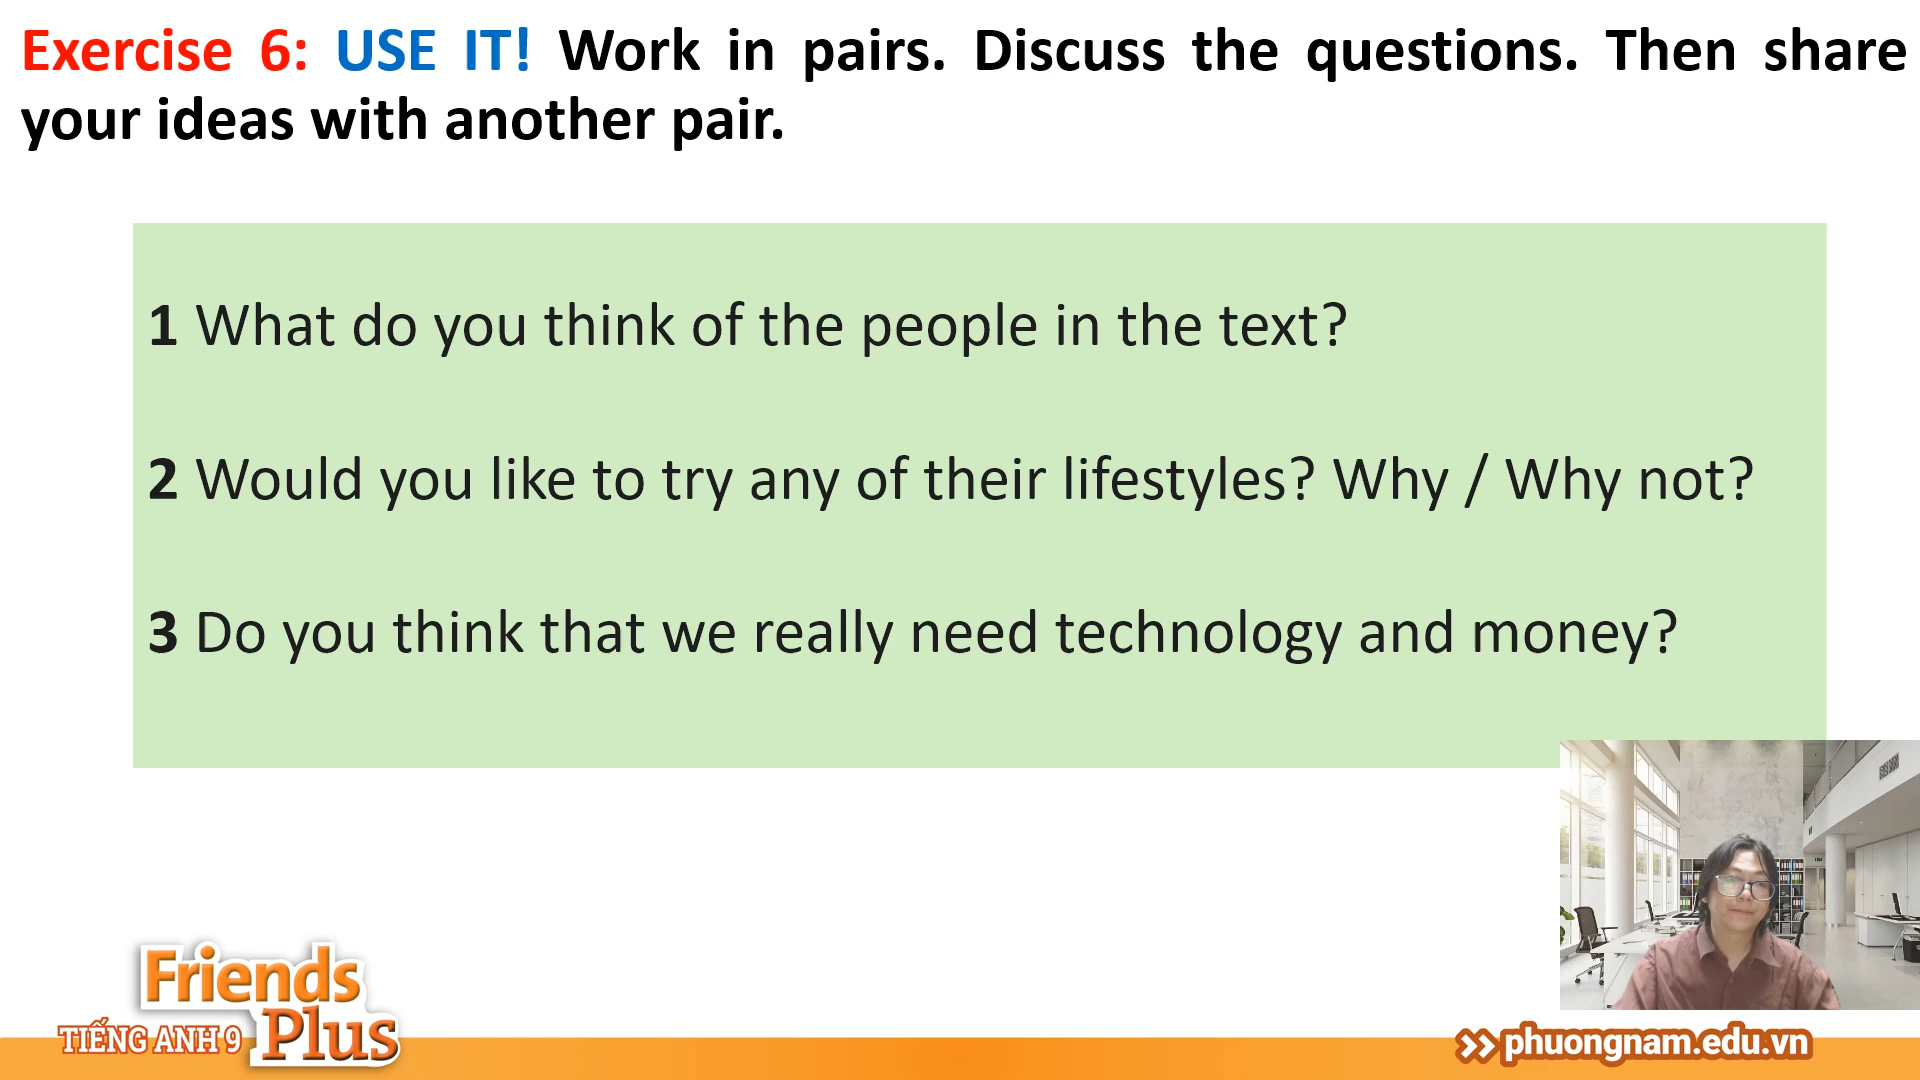 Exercise 6: USE IT! Work in pairs. Discuss the questions. Then share
your ideas with another pair.
1 What do you think of the people in the text?
2 Would you like to try any of their lifestyles? Why / Why not?
3 Do you think that we really need technology and money?
Friends
Plus
TIẾNG ANH 9
phuongnam.edu.vn